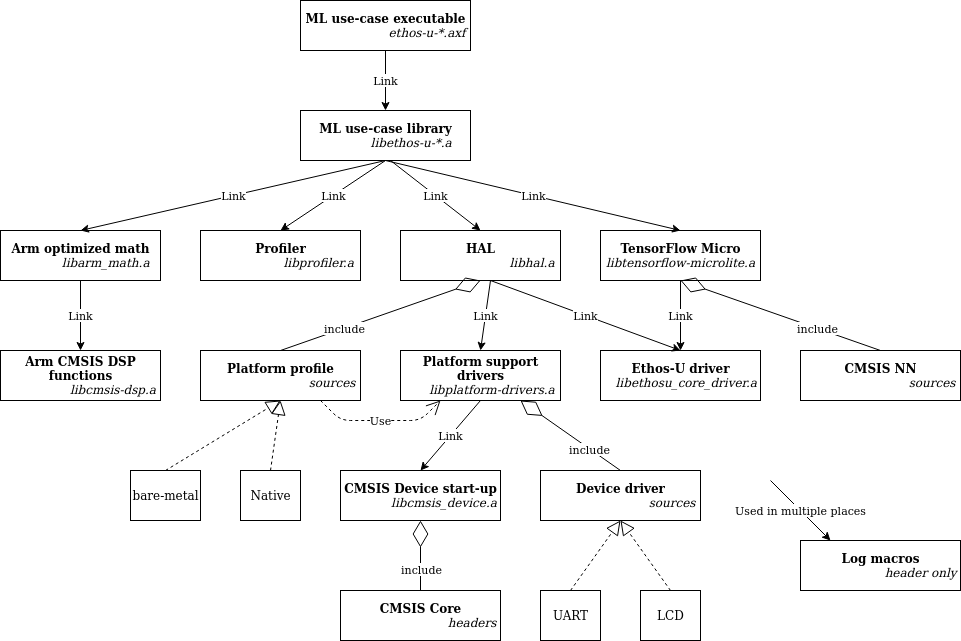 ML use-case executable
ethos-u-*.axf
Link
ML use-case library
libethos-u-*.a
Link
Link
Link
Link
Arm optimized math
libarm_math.a
Profiler
libprofiler.a
HAL
libhal.a
TensorFlow Micro
libtensorflow-microlite.a
Link
include
Link
Link
Link
include
Arm CMSIS DSP
functions
libcmsis-dsp.a
Platform profile
sources
Platform support
drivers
libplatform-drivers.a
Ethos-U driver
libethosu_core_driver.a
CMSIS NN
sources
Use
Link
include
bare-metal
Native
CMSIS Device start-up
libcmsis_device.a
Device driver
sources
Used in multiple places
Log macros
header only
include
CMSIS Core
headers
UART
LCD